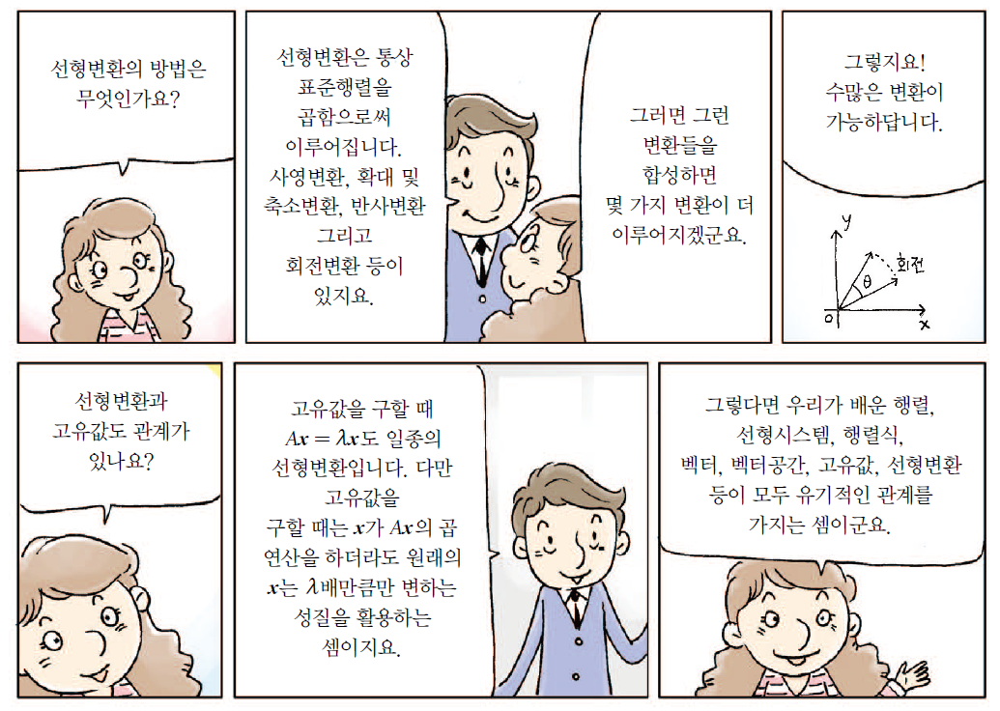 선형변환의 방법은
무엇인가요?
선형변환은 통상
표준행렬을
곱함으로써
이루어집니다.
사영변환, 확대 및
축소변환, 반사변환
그리고
회전변환 등이
있지요.
그러면 그런
변환들을
합성하면
몇 가지 변환이 더
이루어지겠군요.
그렇지요!
수많은 변환이
가능하답니다.
y
회전
θ
O
x
선형변환과
고유값도 관계가
있나요?
고유값을 구할 때
Ax = λx도 일종의
선형변환입니다. 다만
고유값을
구할 때는 x가 Ax의 곱
연산을 하더라도 원래의
x는 λ배만큼만 변하는
성질을 활용하는
셈이지요.
그렇다면 우리가 배운 행렬,
선형시스템, 행렬식,
벡터, 벡터공간, 고유값, 선형변환
등이 모두 유기적인 관계를
가지는 셈이군요.